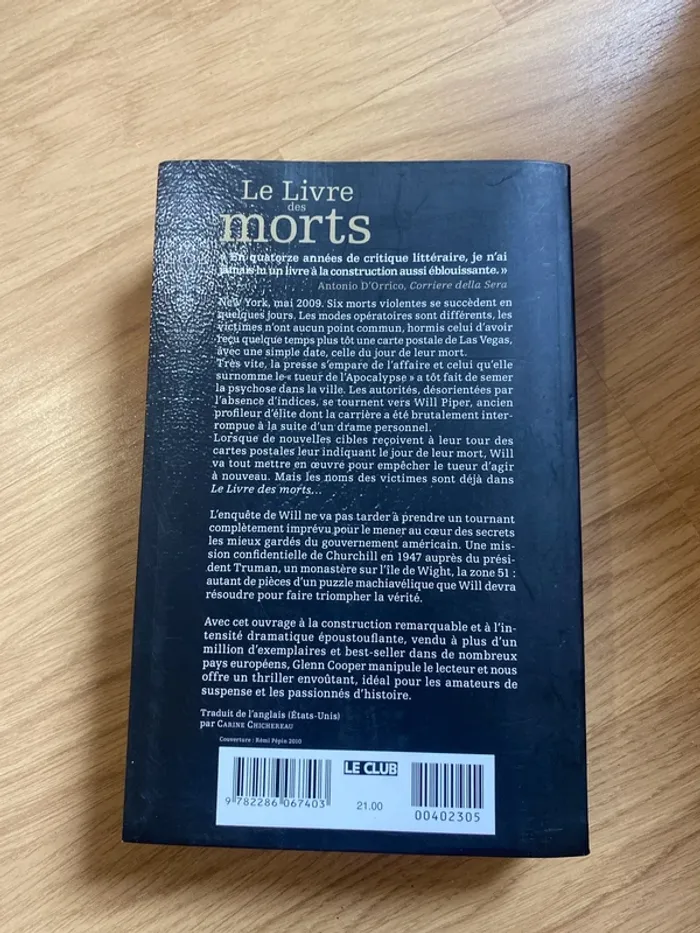 Le Livre
des
morts
« En quatorze années de critique littéraire, je n’ai
jamais lu un livre à la construction aussi éblouissante. »
Antonio D’Orrico, Corriere della Sera
New York, mai 2009. Six morts violentes se succèdent en
quelques jours. Les modes opératoires sont différents, les
victimes n’ont aucun point commun, hormis celui d’avoir
reçu quelque temps plus tôt une carte postale de Las Vegas,
avec une simple date, celle du jour de leur mort.
Très vite, la presse s’empare de l’affaire et celui qu’elle
surnomme le « tueur de l’Apocalypse » a tôt fait de semer
la psychose dans la ville. Les autorités, désorientées par
l’absence d’indices, se tournent vers Will Piper, ancien
profileur d’élite dont la carrière a été brutalement inter-
rompue à la suite d’un drame personnel.
Lorsque de nouvelles cibles reçoivent à leur tour des
cartes postales leur indiquant le jour de leur mort, Will
va tout mettre en œuvre pour empêcher le tueur d’agir
à nouveau. Mais les noms des victimes sont déjà dans
Le Livre des morts...
L’enquête de Will ne va pas tarder à prendre un tournant
complètement imprévu pour le mener au cœur des secrets
les mieux gardés du gouvernement américain. Une mis-
sion confidentielle de Churchill en 1947 auprès du prési-
dent Truman, un monastère sur l’île de Wight, la zone 51 :
autant de pièces d’un puzzle machiavélique que Will devra
résoudre pour faire triompher la vérité.
Avec cet ouvrage à la construction remarquable et à l’in-
tensité dramatique époustouflante, vendu à plus d’un
million d’exemplaires et best-seller dans de nombreux
pays européens, Glenn Cooper manipule le lecteur et nous
offre un thriller envoûtant, idéal pour les amateurs de
suspense et les passionnés d’histoire.
Traduit de l’anglais (États-Unis)
par Carine Chichereau
Couverture : Rémi Pépin 2010
LE CLUB
9 782286 067403
21.00
00402305